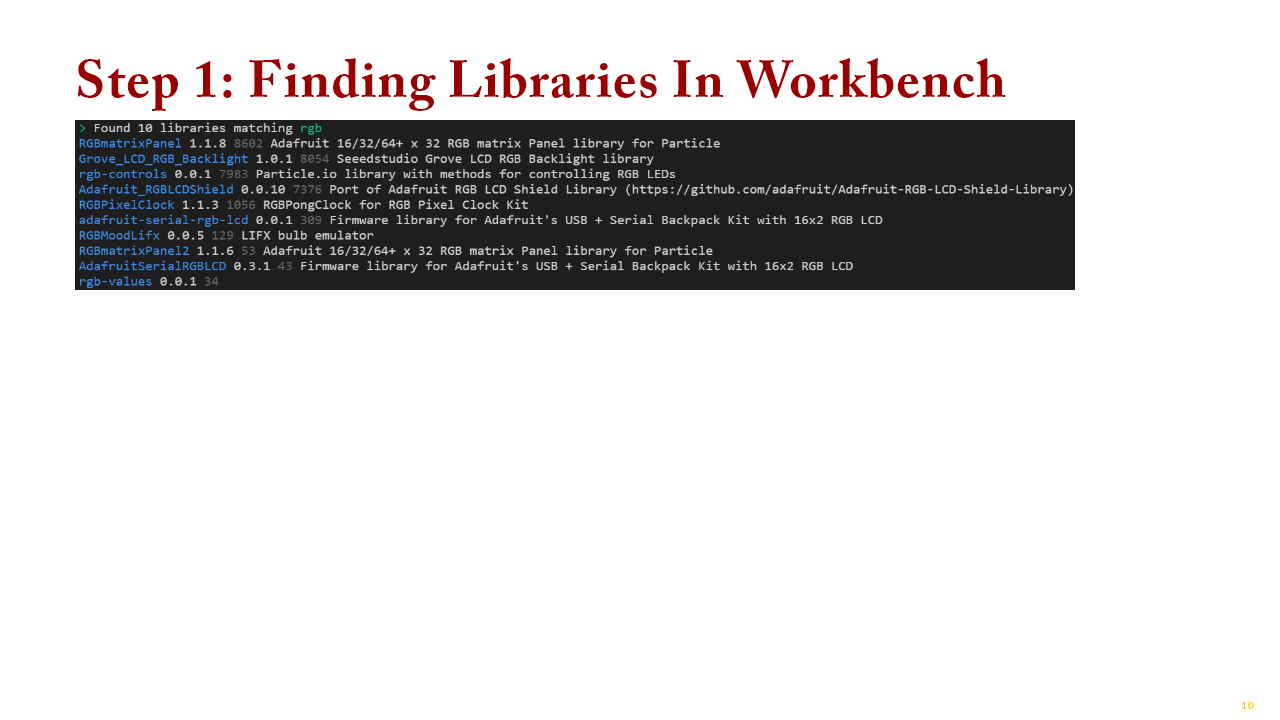 Step 1: Finding Libraries In Workbench
> Found 10 libraries matching rgb
RGBmatrixPanel 1.1.8 8602 Adafruit 16/32/64+ x 32 RGB matrix Panel library for Particle
Grove_LCD_RGB_Backlight 1.0.1 8054 Seeedstudio Grove LCD RGB Backlight library
rgb-controls 0.0.1 7983 Particle.io library with methods for controlling RGB LEDs
Adafruit_RGBLCDShield 0.0.10 7376 Port of Adafruit RGB LCD Shield Library (https://github.com/adafruit/Adafruit-RGB-LCD-Shield-Library)
RGBPixelClock 1.1.3 1056 RGBPongClock for RGB Pixel Clock Kit
adafruit-serial-rgb-lcd 0.0.1 309 Firmware library for Adafruit's USB + Serial Backpack Kit with 16x2 RGB LCD
RGBMoodLifx 0.0.5 129 LIFX bulb emulator
RGBmatrixPanel2 1.1.6 53 Adafruit 16/32/64+ x 32 RGB matrix Panel library for Particle
AdafruitSerialRGBLCD 0.3.1 43 Firmware library for Adafruit's USB + Serial Backpack Kit with 16x2 RGB LCD
rgb-values 0.0.1 34
10